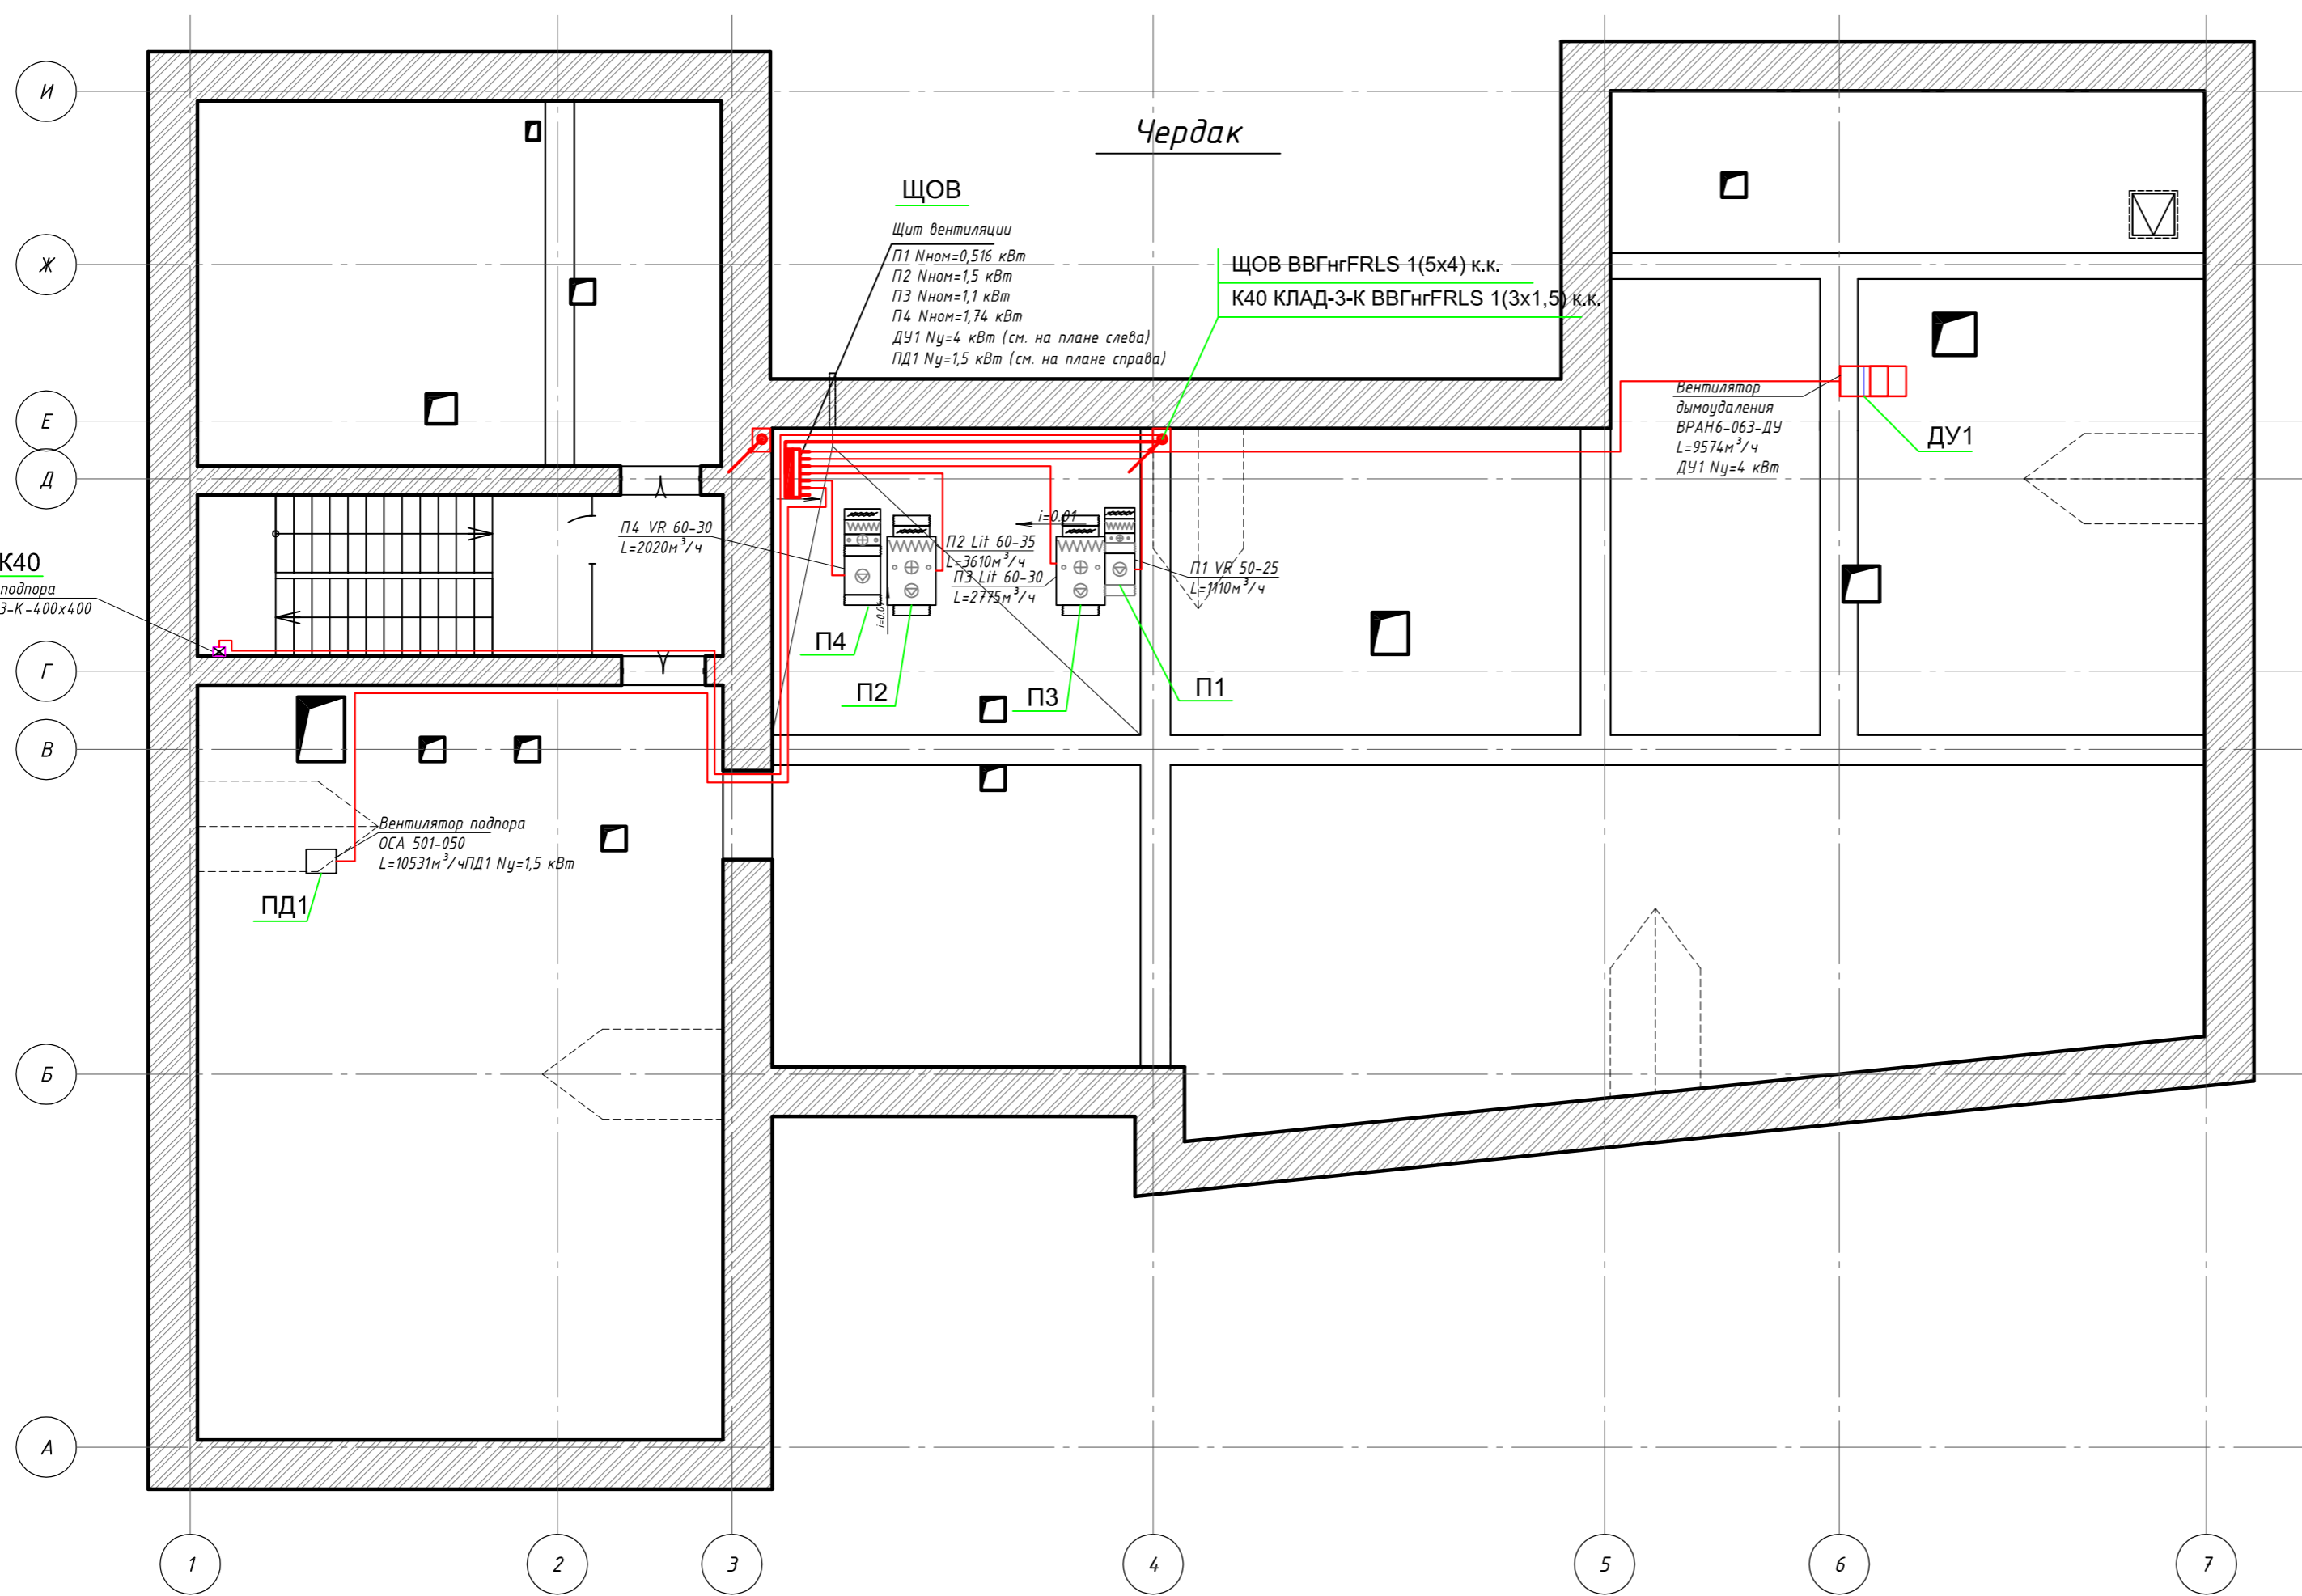 Чердак
ЩОВ
Щит вентиляции
П1 Nном=0,516 кВт
П2 Nном=1,5 кВт
П3 Nном=1,1 кВт
П4 Nном=1,74 кВт
ДУ1 Nу=4 кВт (см. на плане слева)
ПД1 Nу=1,5 кВт (см. на плане справа)
ЩОВ ВВГнгFRLS 1(5х4) к.к.
К40 КЛАД-3-К ВВГнгFRLS 1(3х1,5) к.к.
Вентилятор
дымоудаления
ВРАН6-063-ДУ
L=9574м³/ч
ДУ1 Nу=4 кВт
ДУ1
К40
подпора
3-К-400х400
П4 VR 60-30
L=2020м³/ч
П2 Lit 60-35
L=3610м³/ч
П3 Lit 60-30
L=2775м³/ч
i=0.01
i=0.01
П1 VR 50-25
L=1110м³/ч
П4
П2
П3
П1
Вентилятор подпора
ОСА 501-050
L=10531м³/чПД1 Nу=1,5 кВт
ПД1
И
Ж
Е
Д
Г
В
Б
А
1
2
3
4
5
6
7